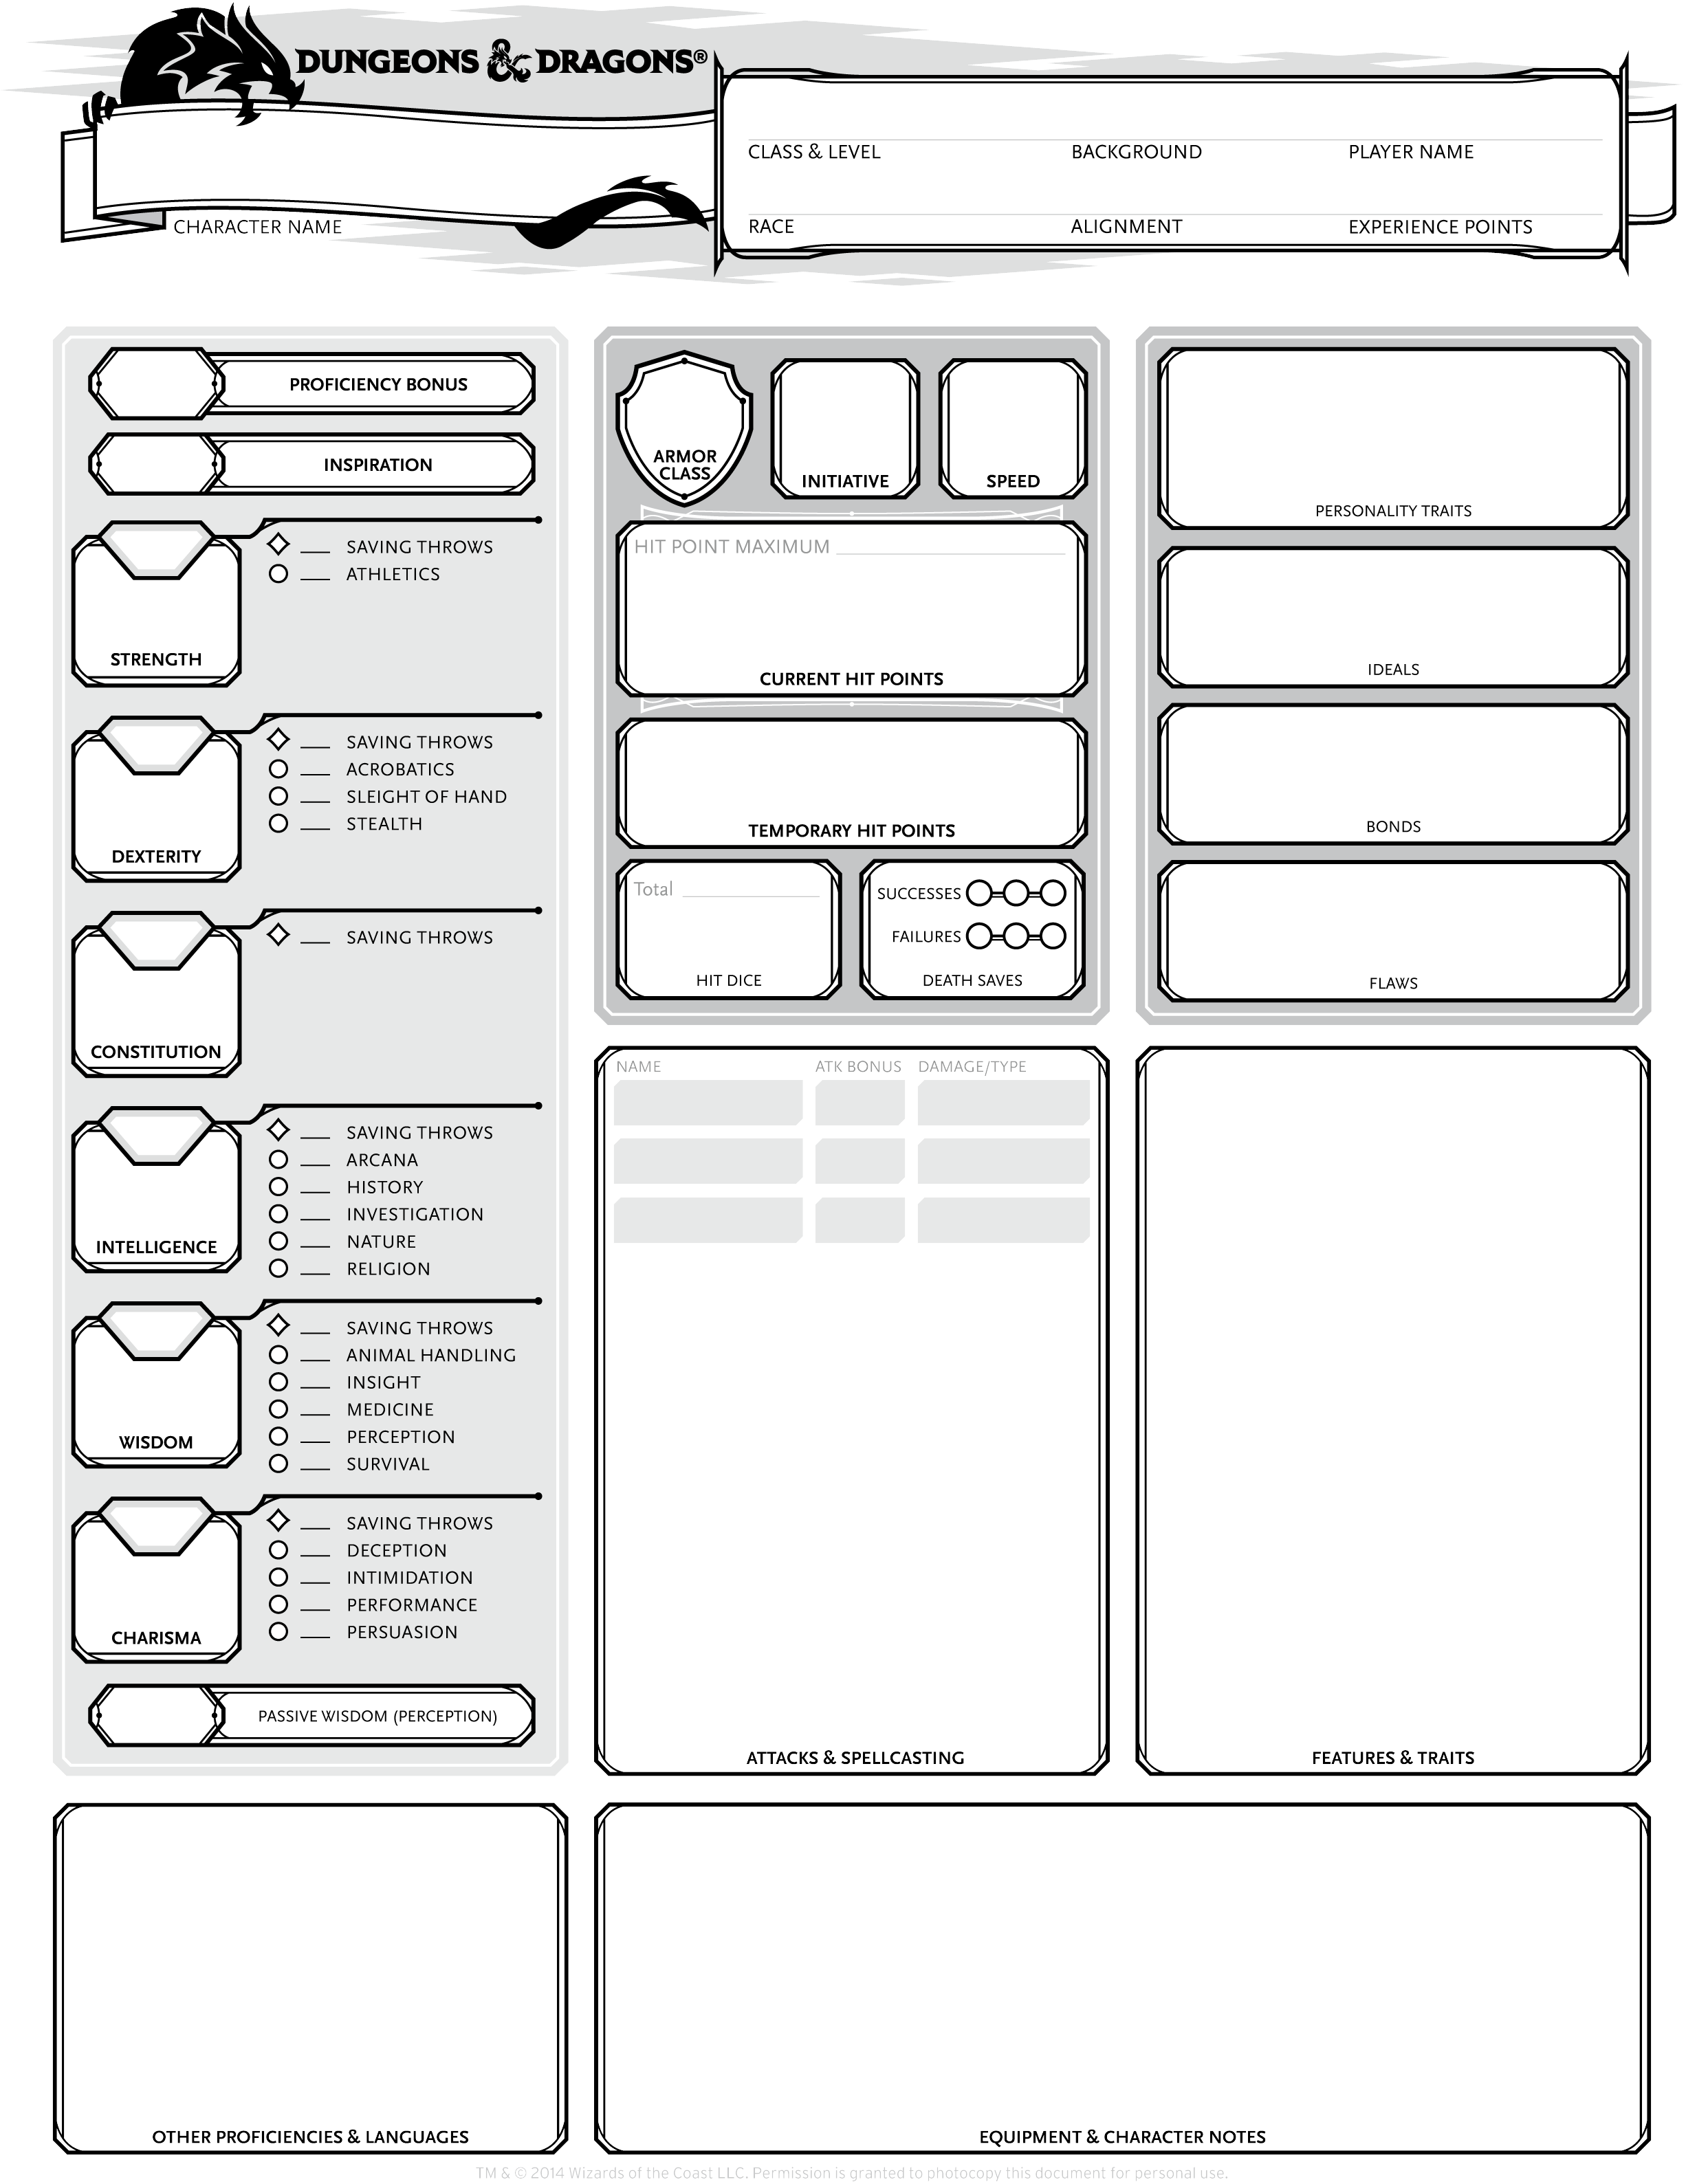 DUNGEONS & DRAGONS®
CLASS & LEVEL BACKGROUND PLAYER NAME
CHARACTER NAME
RACE ALIGNMENT EXPERIENCE POINTS
PROFICIENCY BONUS
INSPIRATION
STRENGTH
SAVING THROWS
ATHLETICS
DEXTERITY
SAVING THROWS
ACROBATICS
SLEIGHT OF HAND
STEALTH
CONSTITUTION
SAVING THROWS
INTELLIGENCE
SAVING THROWS
ARCANA
HISTORY
INVESTIGATION
NATURE
RELIGION
WISDOM
SAVING THROWS
ANIMAL HANDLING
INSIGHT
MEDICINE
PERCEPTION
SURVIVAL
CHARISMA
SAVING THROWS
DECEPTION
INTIMIDATION
PERFORMANCE
PERSUASION
PASSIVE WISDOM (PERCEPTION)
ARMOR
CLASS
INITIATIVE
SPEED
HIT POINT MAXIMUM
CURRENT HIT POINTS
TEMPORARY HIT POINTS
Total
HIT DICE
SUCCESSES
FAILURES
DEATH SAVES
PERSONALITY TRAITS
IDEALS
BONDS
FLAWS
NAME ATK BONUS DAMAGE/TYPE
ATTACKS & SPELLCASTING
FEATURES & TRAITS
OTHER PROFICIENCIES & LANGUAGES
EQUIPMENT & CHARACTER NOTES
TM & © 2014 Wizards of the Coast LLC. Permission is granted to photocopy this document for personal use.